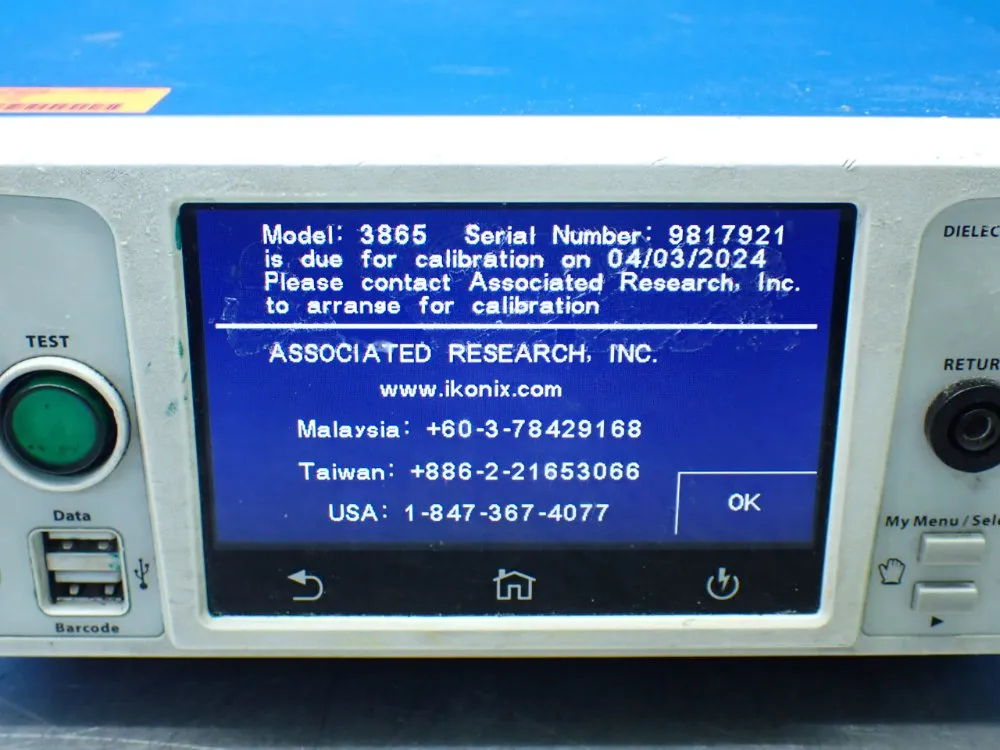 Model: 3865 Serial Number: 9817921
is due for calibration on 04/03/2024
Please contact Associated Research, Inc.
to arrange for calibration
ASSOCIATED RESEARCH, INC.
www.ikonix.com
Malaysia: +60-3-78429168
Taiwan: +886-2-21653066
USA: 1-847-367-4077
OK
TEST
Data
Barcode
DIELEC
RETUR
My Menu / Sele